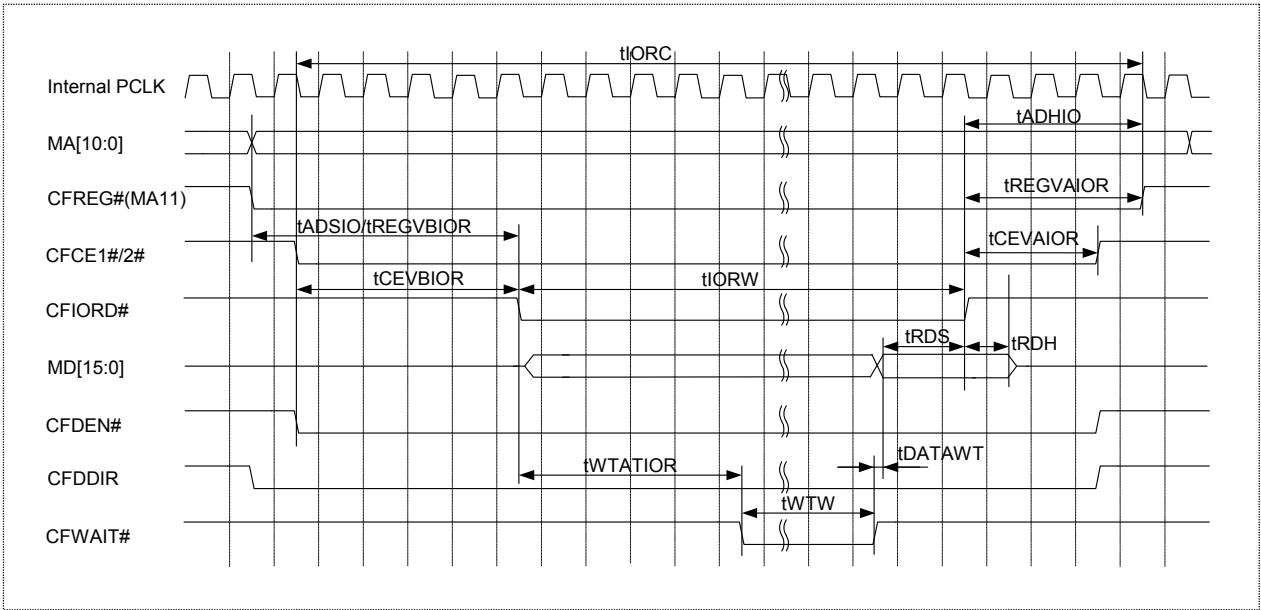 tIORC
Internal PCLK
tADHIO
MA[10:0]
tREGVAIOR
CFREG#(MA11)
tADSIO/tREGVBIOR
tCEVAIOR
CFCE1#/2#
tCEVBIOR
tIORW
CFIORD#
tRDS
tRDH
MD[15:0]
CFDEN#
tDATAWT
tWTATIOR
CFDDIR
tWTW
CFWAIT#